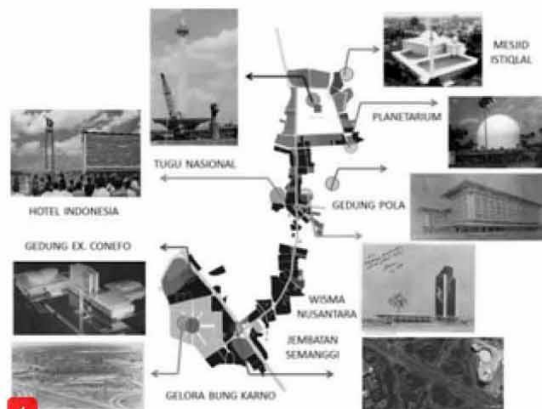 MESJID
ISTIQLAL
PLANETARIUM
TUGU NASIONAL
HOTEL INDONESIA
GEDUNG POLA
GEDUNG EX. CONEFO
WISMA
NUSANTARA
JEMBATAN
SEMANGGI
GELORA BUNG KARNO